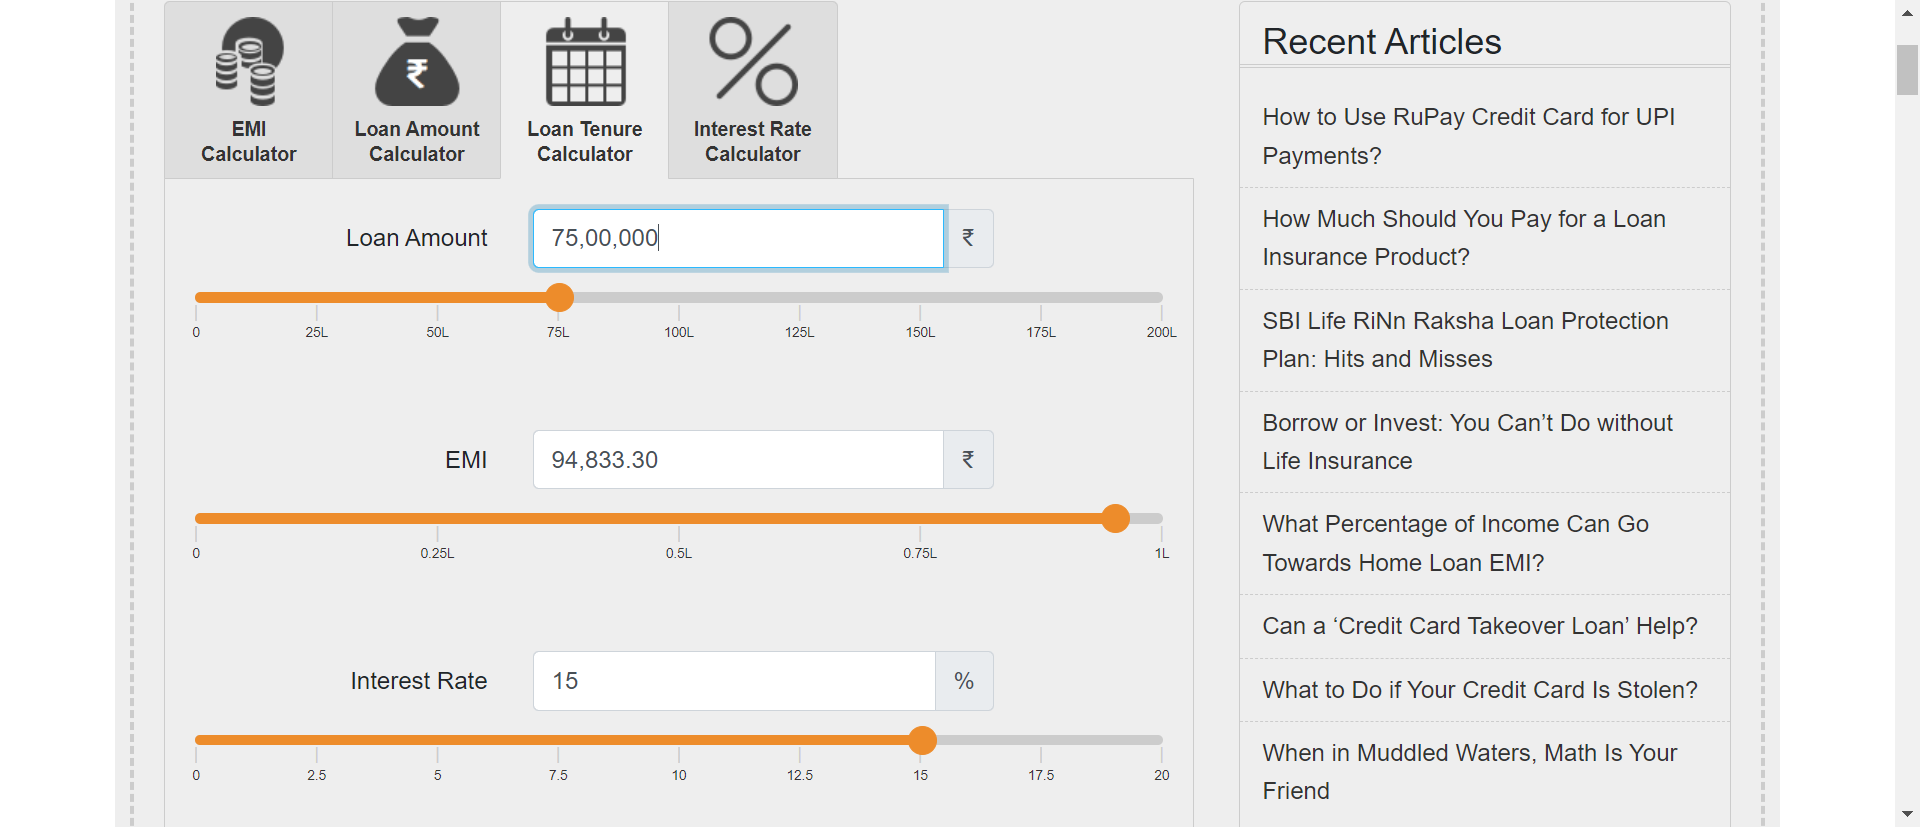 EMI
Calculator
₹
Loan Amount
Calculator
Loan Tenure
Calculator
%
Interest Rate
Calculator
Loan Amount
75,00,000
₹
0
25L
50L
75L
100L
125L
150L
175L
200L
EMI
94,833.30
₹
0
0.25L
0.5L
0.75L
1L
Interest Rate
15
%
0
2.5
5
7.5
10
12.5
15
17.5
20
Recent Articles
How to Use RuPay Credit Card for UPI
Payments?
How Much Should You Pay for a Loan
Insurance Product?
SBI Life RiNn Raksha Loan Protection
Plan: Hits and Misses
Borrow or Invest: You Can’t Do without
Life Insurance
What Percentage of Income Can Go
Towards Home Loan EMI?
Can a ‘Credit Card Takeover Loan’ Help?
What to Do if Your Credit Card Is Stolen?
When in Muddled Waters, Math Is Your
Friend